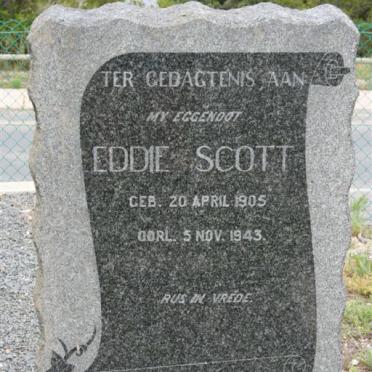 TER GEDAGTENIS AAN
MY EGGENOOT
EDDIE SCOTT
GEB. 20 APRIL 1905
OORL. 5 NOV. 1943.
RUS IN VREDE.